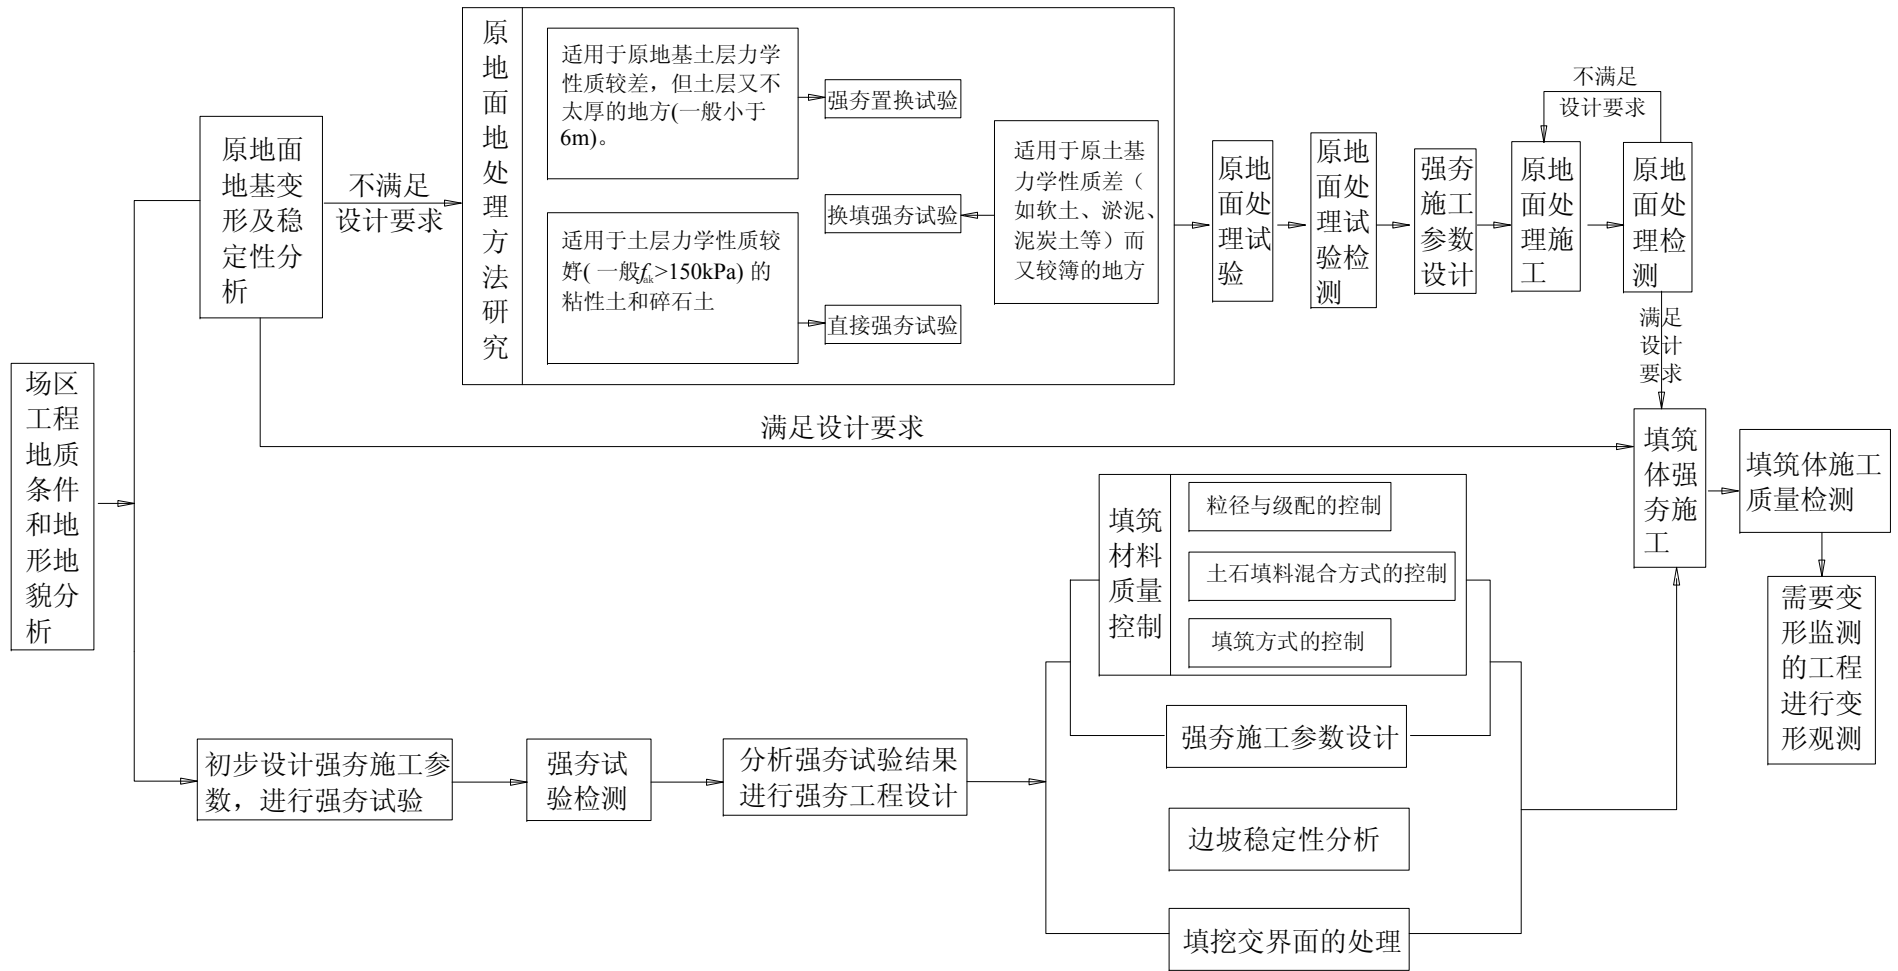 场区
工程
地质
条件
和地
形地
貌分
析
原地面
地基变
形及稳
定性分
析
不满足
设计要求
原
地
面
地
处
理
方
法
研
究
适用于原地基土层力学
性质较差，但土层又不
太厚的地方(一般小于
6m)。
强夯置换试验
适用于原土基
力学性质差（
如软土、淤泥、
泥炭土等）而
又较簿的地方
换填强夯试验
适用于土层力学性质较
好( 一般fak>150kPa) 的
粘性土和碎石土
直接强夯试验
原地
面处
理试
验
原地
面处
理试
验检
测
强夯
施工
参数
设计
原地
面处
理施
工
不满足
设计要求
原地
面处
理检
测
满足
设计
要求
满足设计要求
填筑
体强
夯施
工
填筑体施工
质量检测
需要变
形监测
的工程
进行变
形观测
初步设计强夯施工参
数，进行强夯试验
强夯试
验检测
分析强夯试验结果
进行强夯工程设计
填筑
材料
质量
控制
粒径与级配的控制
土石填料混合方式的控制
填筑方式的控制
强夯施工参数设计
边坡稳定性分析
填挖交界面的处理